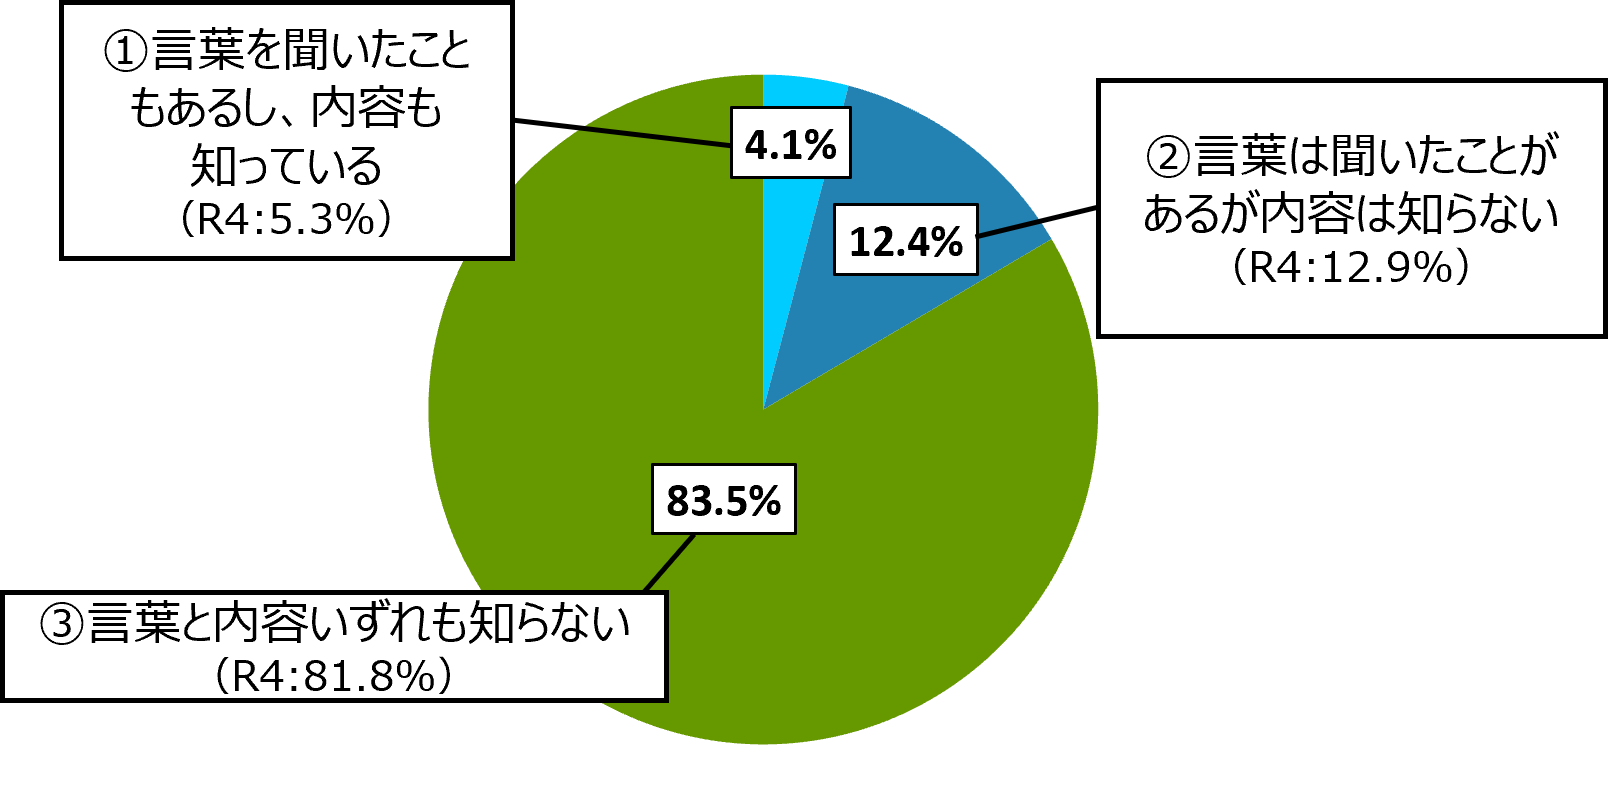 ①言葉を聞いたこと
もあるし、内容も
知っている
（R4:5.3%）
4.1%
②言葉は聞いたことが
あるが内容は知らない
（R4:12.9%）
12.4%
83.5%
③言葉と内容いずれも知らない
（R4:81.8%）